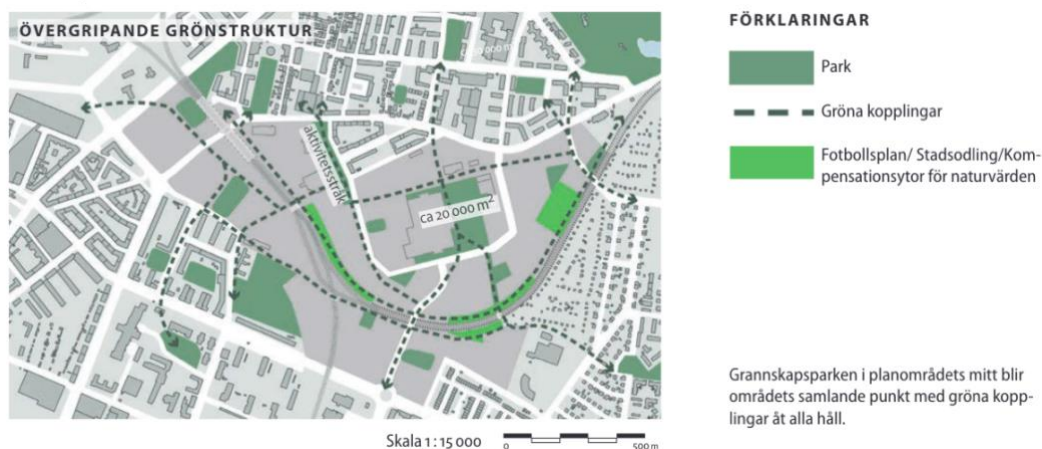 ÖVERGRIPANDE GRÖNSTRUKTUR
aktivitetsstråk
ca 20 000 m²
Skala 1 : 15 000
0
500 m
FÖRKLARINGAR
Park
Gröna kopplingar
Fotbollsplan/ Stadsodling/Kom-
pensationsytor för naturvärden
Grannskapsparken i planområdets mitt blir
områdets samlande punkt med gröna kopp-
lingar åt alla håll.